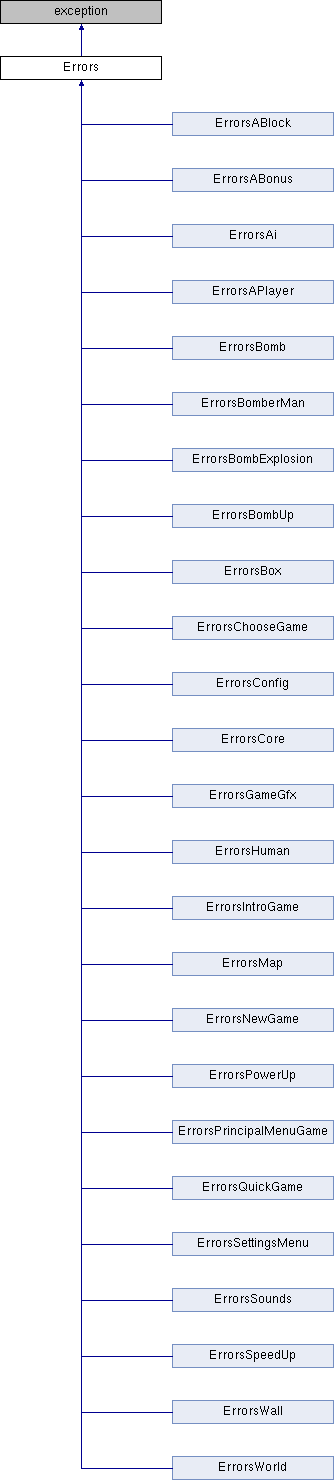 exception
Errors
ErrorsABlock
ErrorsABonus
ErrorsAi
ErrorsAPlayer
ErrorsBomb
ErrorsBomberMan
ErrorsBombExplosion
ErrorsBombUp
ErrorsBox
ErrorsChooseGame
ErrorsConfig
ErrorsCore
ErrorsGameGfx
ErrorsHuman
ErrorsIntroGame
ErrorsMap
ErrorsNewGame
ErrorsPowerUp
ErrorsPrincipalMenuGame
ErrorsQuickGame
ErrorsSettingsMenu
ErrorsSounds
ErrorsSpeedUp
ErrorsWall
ErrorsWorld